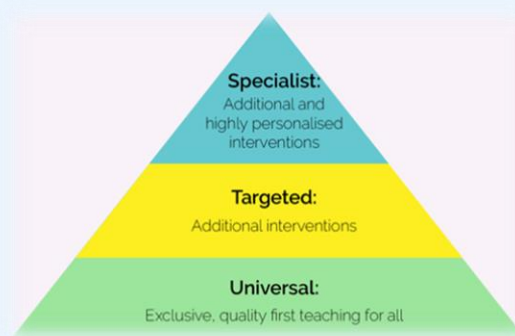 Specialist:
Additional and
highly personalised
interventions
Targeted:
Additional interventions
Universal:
Exclusive, quality first teaching for all